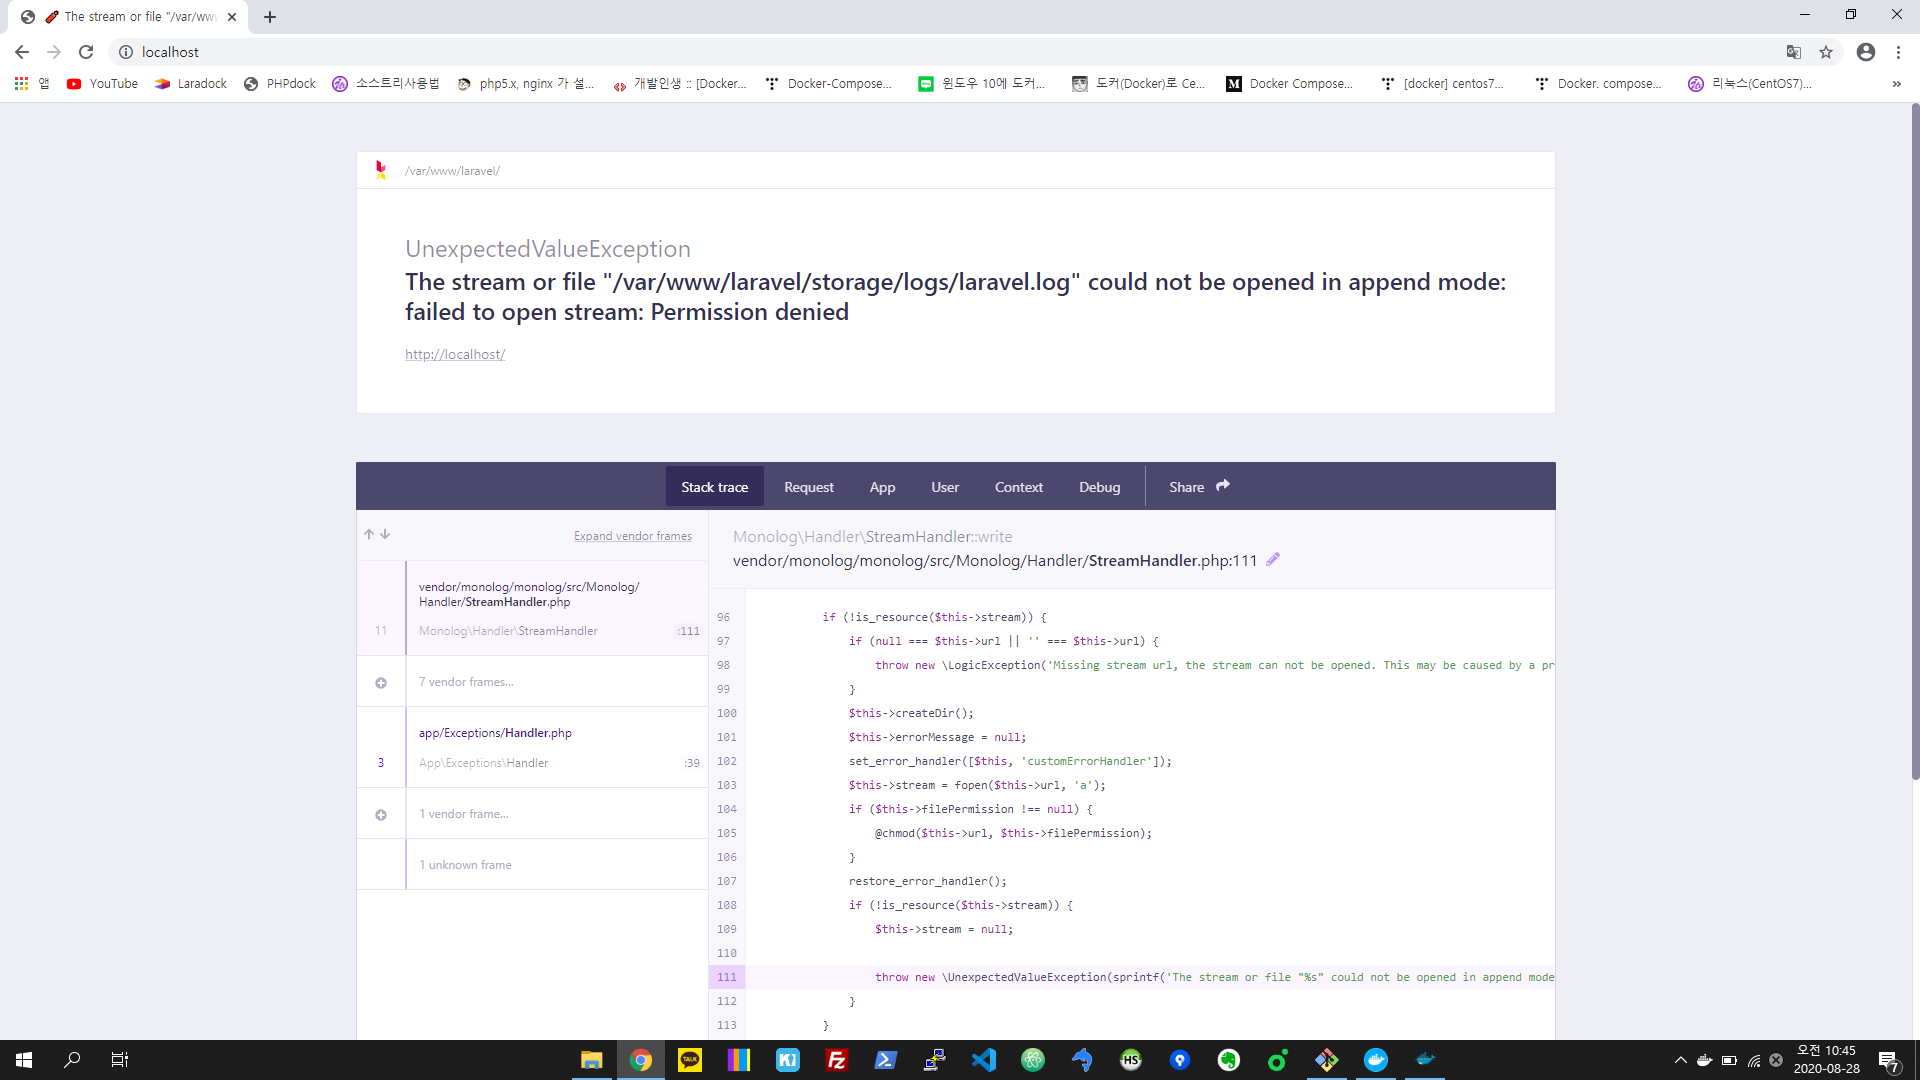 The stream or file "/var/www
localhost
앱
YouTube
Laradock
PHPdock
소스트리사용법
php5.x, nginx 가 설...
개발인생 :: [Docker...
Docker-Compose...
윈도우 10에 도커...
도커(Docker)로 Ce...
Docker Compose...
[docker] centos7...
Docker. compose...
리눅스(CentOS7)...
»
/var/www/laravel/
UnexpectedValueException
The stream or file "/var/www/laravel/storage/logs/laravel.log" could not be opened in append mode:
failed to open stream: Permission denied
http://localhost/
Stack trace
Request
App
User
Context
Debug
Share
Expand vendor frames
vendor/monolog/monolog/src/Monolog/
Handler/StreamHandler.php
11
Monolog\Handler\StreamHandler
:111
7 vendor frames...
app/Exceptions/Handler.php
3
App\Exceptions\Handler
:39
1 vendor frame...
1 unknown frame
Monolog\Handler\StreamHandler::write
vendor/monolog/monolog/src/Monolog/Handler/StreamHandler.php:111
96 if (!is_resource($this->stream)) {
97 if (null === $this->url || '' === $this->url) {
98 throw new \LogicException('Missing stream url, the stream can not be opened. This may be caused by a pr
99 }
100 $this->createDir();
101 $this->errorMessage = null;
102 set_error_handler([$this, 'customErrorHandler']);
103 $this->stream = fopen($this->url, 'a');
104 if ($this->filePermission !== null) {
105 @chmod($this->url, $this->filePermission);
106 }
107 restore_error_handler();
108 if (!is_resource($this->stream)) {
109 $this->stream = null;
110
111 throw new \UnexpectedValueException(sprintf('The stream or file "%s" could not be opened in append mode
112 }
113 }
TALK
Fz
HS
오전 10:45
2020-08-28
7